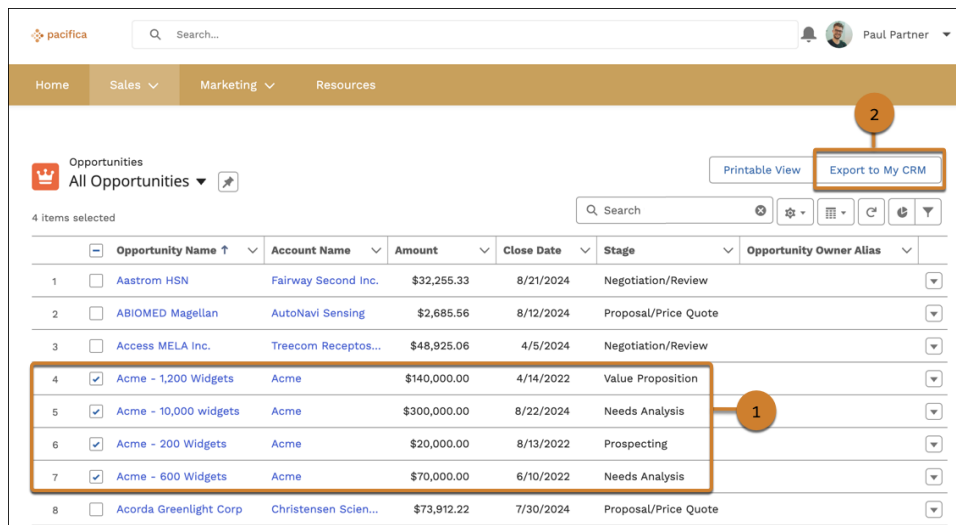 pacifica Search... Paul Partner
Home Sales Marketing Resources
2
Opportunities
All Opportunities
Printable View Export to My CRM
4 items selected
Search
Opportunity Name ↑ Account Name Amount Close Date Stage Opportunity Owner Alias
1 Aastrom HSN Fairway Second Inc. $32,255.33 8/21/2024 Negotiation/Review
2 ABIOMED Magellan AutoNavi Sensing $2,685.56 8/12/2024 Proposal/Price Quote
3 Access MELA Inc. Treecom Receptos... $48,925.06 4/5/2024 Negotiation/Review
4 Acme - 1,200 Widgets Acme $140,000.00 4/14/2022 Value Proposition
5 Acme - 10,000 widgets Acme $300,000.00 8/22/2024 Needs Analysis
1
6 Acme - 200 Widgets Acme $20,000.00 8/13/2022 Prospecting
7 Acme - 600 Widgets Acme $70,000.00 6/10/2022 Needs Analysis
8 Acorda Greenlight Corp Christensen Scien... $73,912.22 7/30/2024 Proposal/Price Quote